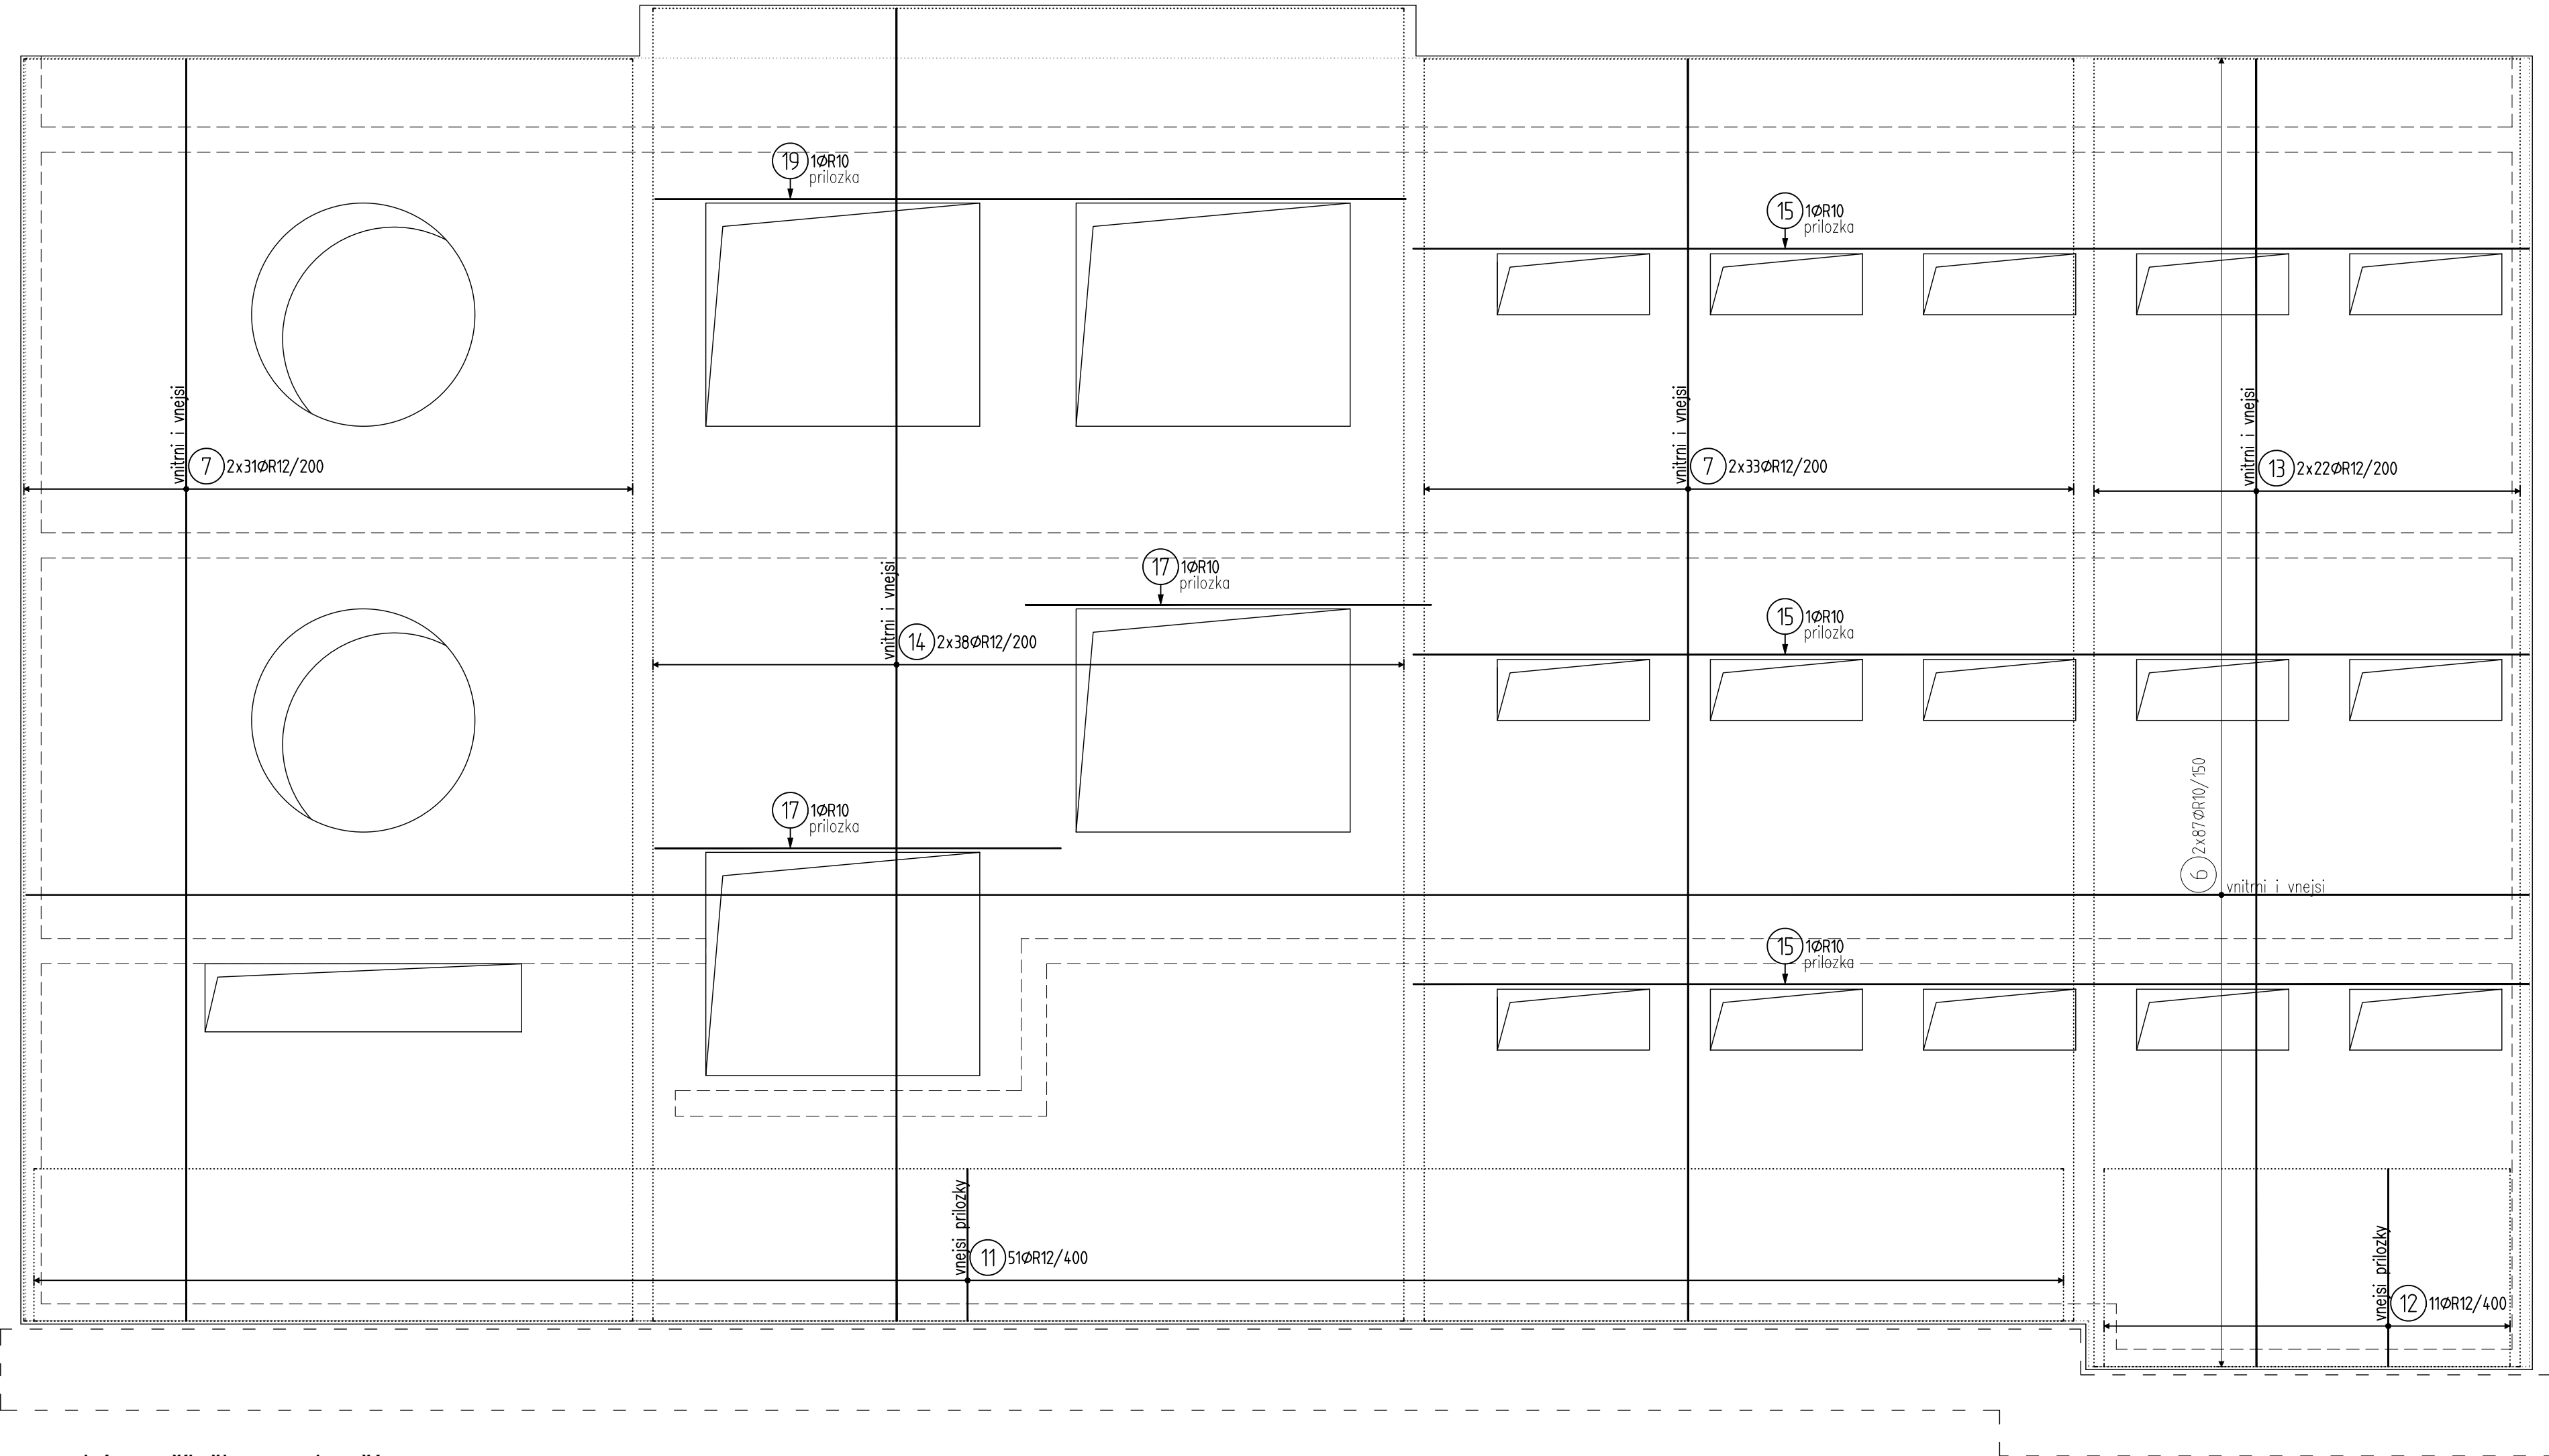 19 1ØR10
prilozka
15 1ØR10
prilozka
vnitrni i vnejsi
7 2x31ØR12/200
vnitrni i vnejsi
7 2x33ØR12/200
vnitrni i vnejsi
13 2x22ØR12/200
17 1ØR10
prilozka
vnitrni i vnejsi
14 2x38ØR12/200
15 1ØR10
prilozka
17 1ØR10
prilozka
6 2x87ØR10/150
vnitrni i vnejsi
15 1ØR10
prilozka
vnejsi prilozky
11 51ØR12/400
vnejsi prilozky
12 11ØR12/400